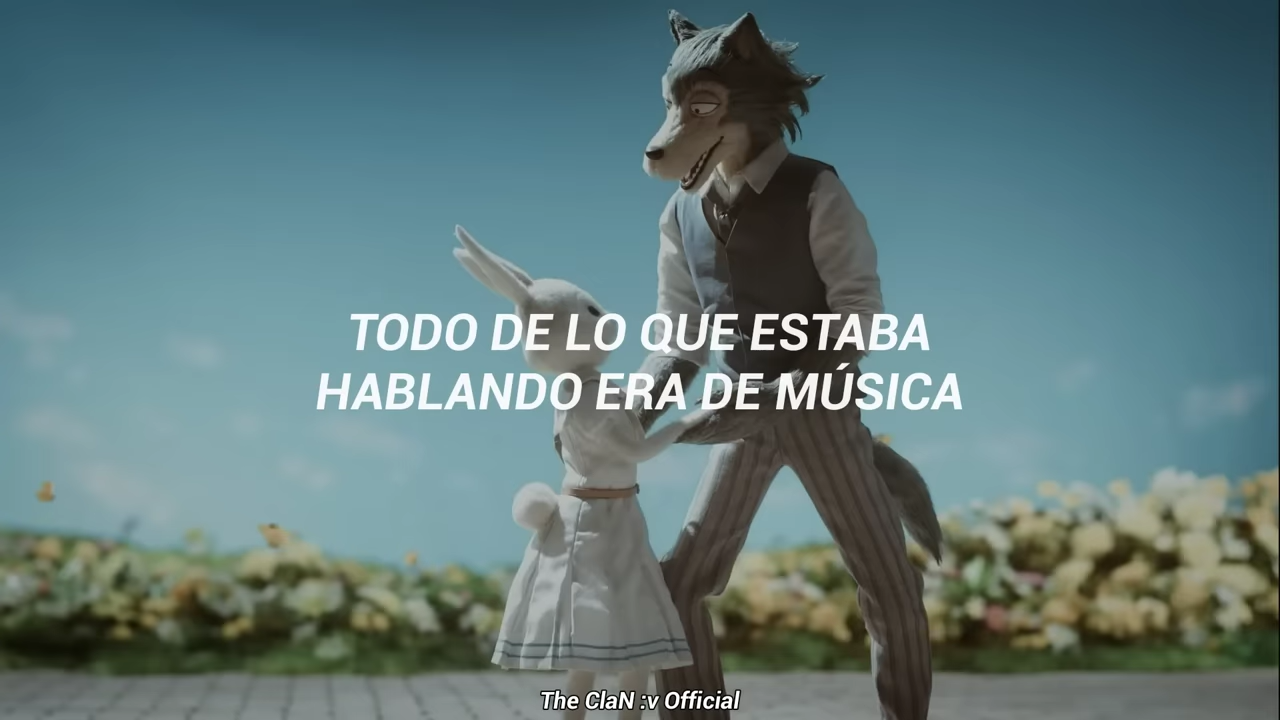 TODO DE LO QUE ESTABA
HABLANDO ERA DE MÚSICA
The ClaN :v Official